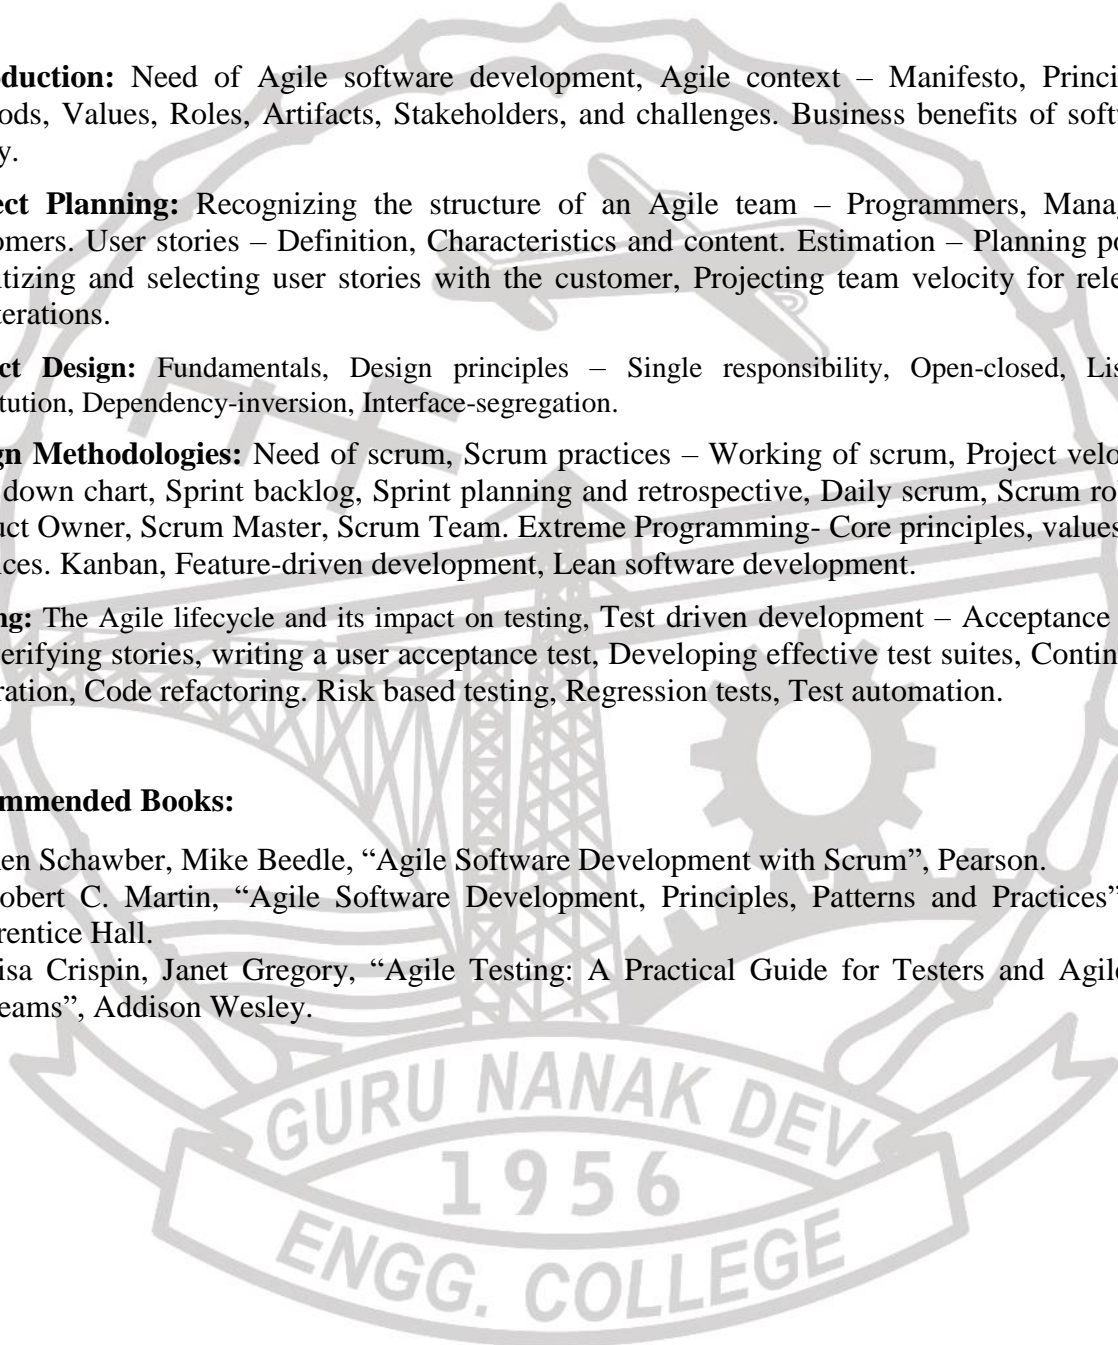 oduction: Need of Agile software development, Agile context – Manifesto, Princi
ods, Values, Roles, Artifacts, Stakeholders, and challenges. Business benefits of softw
y.
ect Planning: Recognizing the structure of an Agile team – Programmers, Manag
omers. User stories – Definition, Characteristics and content. Estimation – Planning po
itizing and selecting user stories with the customer, Projecting team velocity for rele
terations.
ct Design: Fundamentals, Design principles – Single responsibility, Open-closed, Lis
tution, Dependency-inversion, Interface-segregation.
gn Methodologies: Need of scrum, Scrum practices – Working of scrum, Project velo
down chart, Sprint backlog, Sprint planning and retrospective, Daily scrum, Scrum rol
uct Owner, Scrum Master, Scrum Team. Extreme Programming- Core principles, values
ices. Kanban, Feature-driven development, Lean software development.
ng: The Agile lifecycle and its impact on testing, Test driven development – Acceptance
verifying stories, writing a user acceptance test, Developing effective test suites, Contin
ration, Code refactoring. Risk based testing, Regression tests, Test automation.
mmended Books:
en Schawber, Mike Beedle, “Agile Software Development with Scrum”, Pearson.
obert C. Martin, “Agile Software Development, Principles, Patterns and Practices”
rentice Hall.
isa Crispin, Janet Gregory, “Agile Testing: A Practical Guide for Testers and Agile
eams”, Addison Wesley.
GURU NANAK DEV
1956
ENGG. COLLEGE